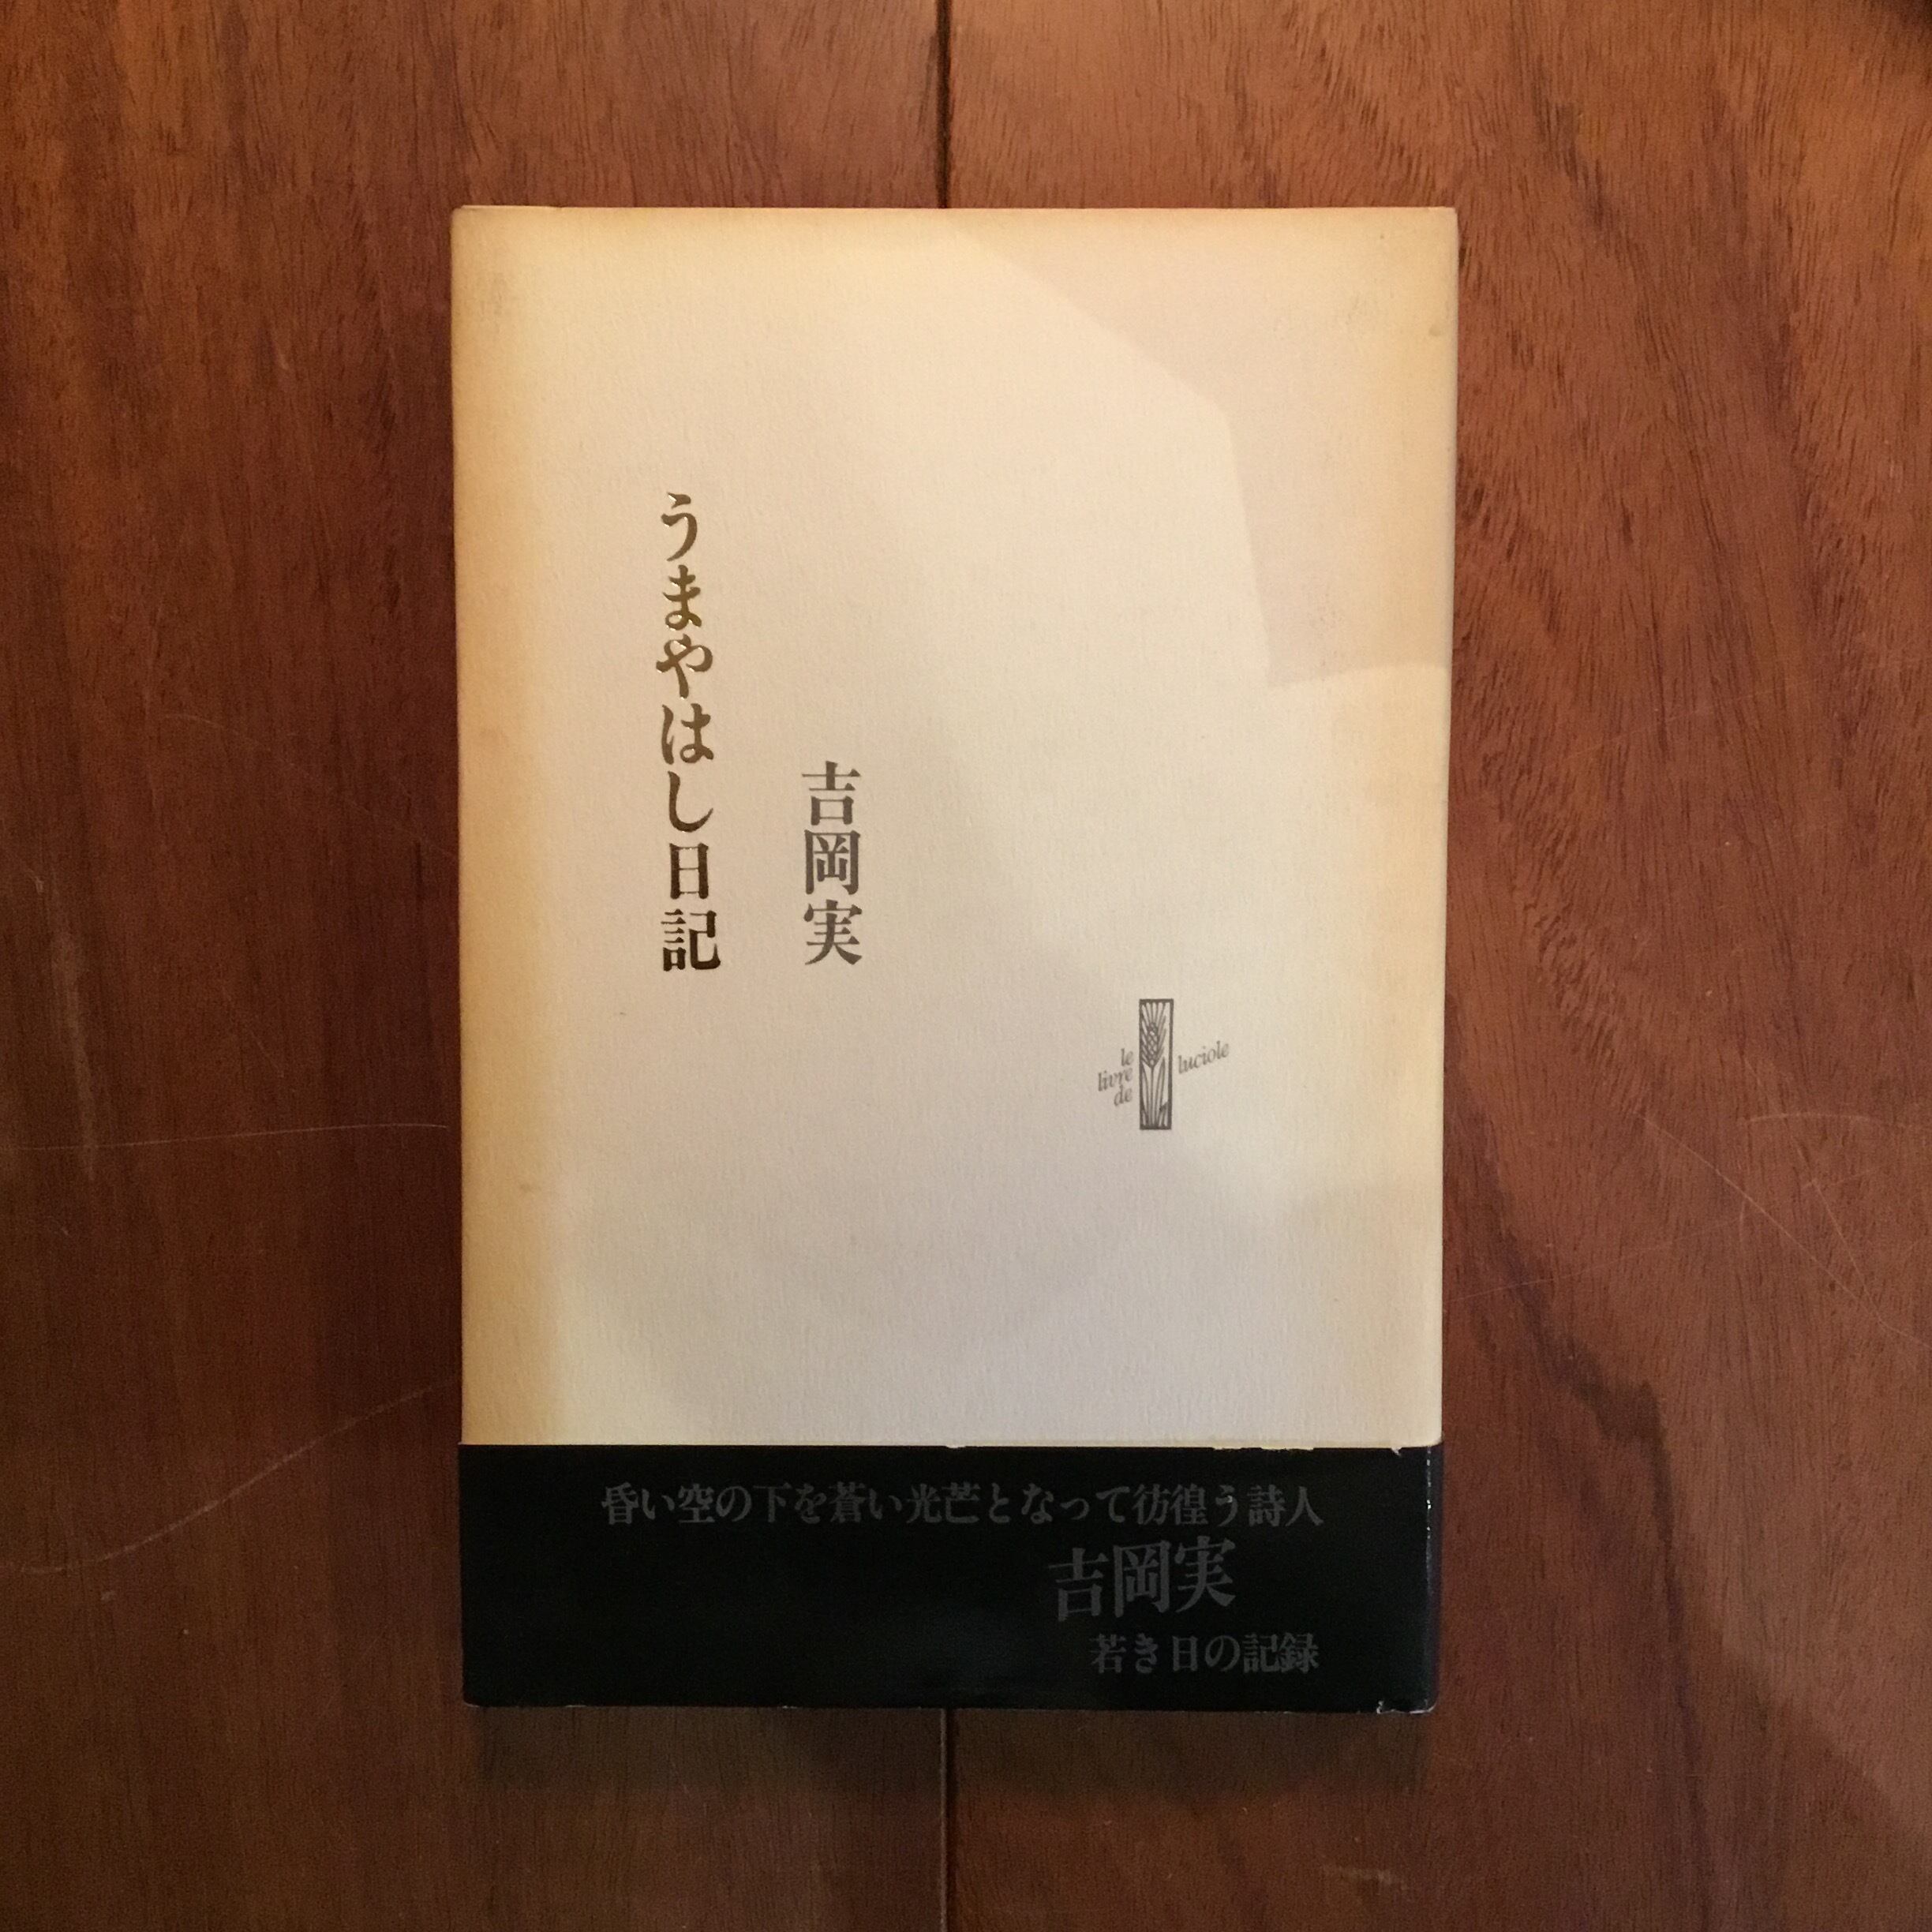 うまやはし日記
吉岡実
le
livre
de
luciole
昏い空の下を蒼い光芒となって彷徨う詩人
吉岡実
若き日の記録